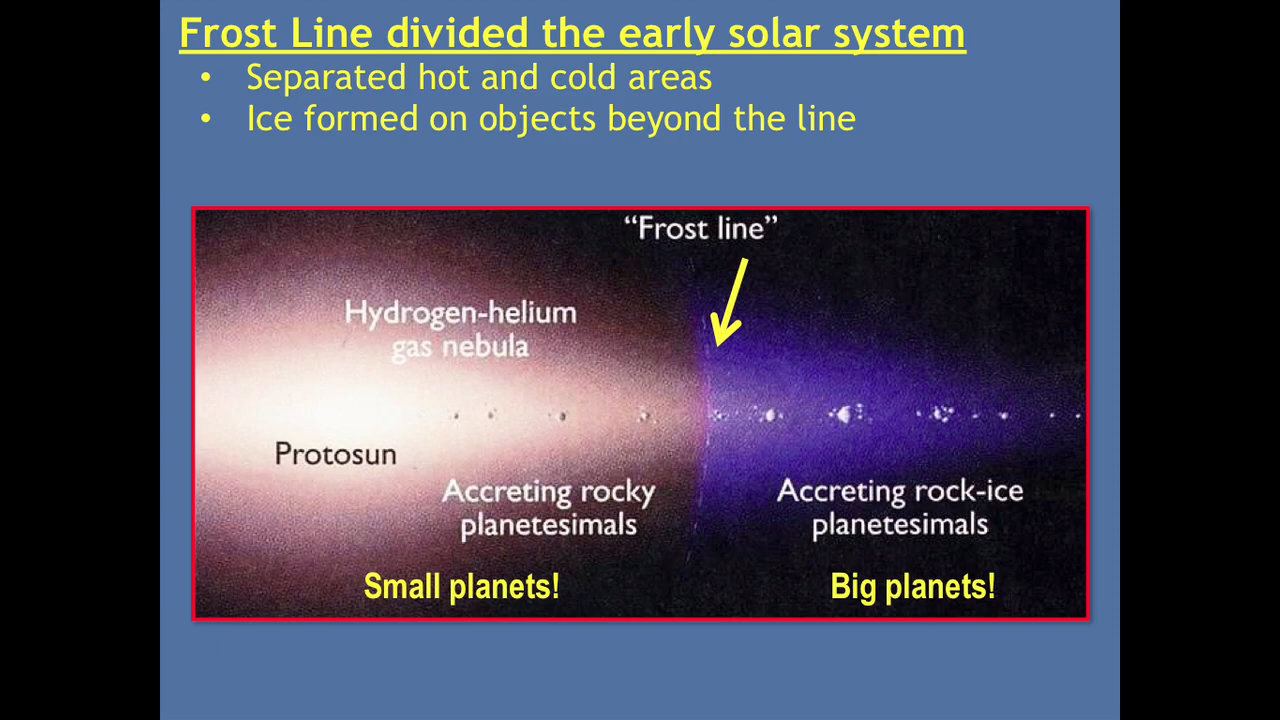 Frost Line divided the early solar system
• Separated hot and cold areas
• Ice formed on objects beyond the line
“Frost line”
Hydrogen-helium
gas nebula
Protosun
Accreting rocky
planetesimals
Accreting rock-ice
planetesimals
Small planets!
Big planets!